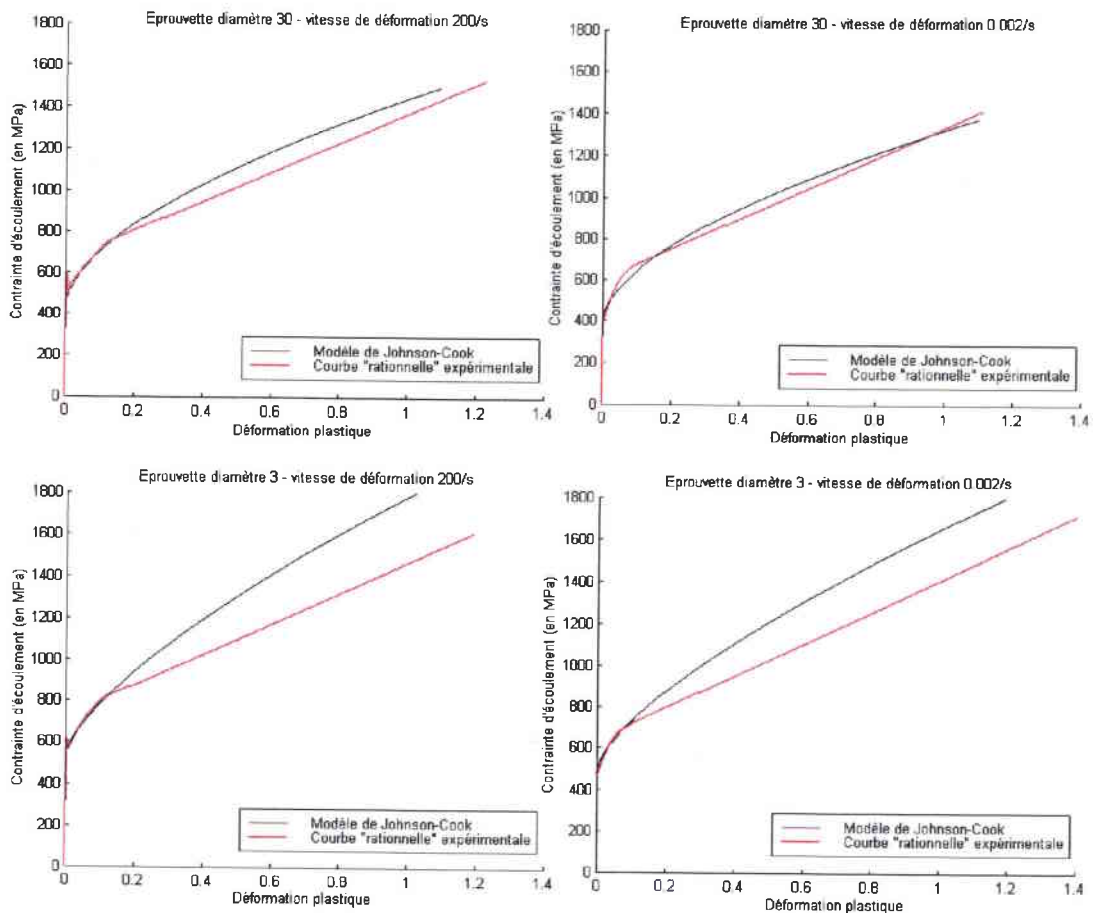 Eprouvette diamètre 30 - vitesse de déformation 200/s
1800
1600
1400
1200
1000
800
600
400
200
0
Contrainte d'écoulement (en MPa)
Modèle de Johnson-Cook
Courbe "rationnelle" expérimentale
0 0.2 0.4 0.6 0.8 1 1.2 1.4
Déformation plastique
Eprouvette diamètre 30 - vitesse de déformation 0.002/s
1800
1600
1400
1200
1000
800
600
400
200
0
Contrainte d'écoulement (en MPa)
Modèle de Johnson-Cook
Courbe "rationnelle" expérimentale
0 0.2 0.4 0.6 0.8 1 1.2 1.4
Déformation plastique
Eprouvette diamètre 3 - vitesse de déformation 200/s
1800
1600
1400
1200
1000
800
600
400
200
0
Contrainte d'écoulement (en MPa)
Modèle de Johnson-Cook
Courbe "rationnelle" expérimentale
0 0.2 0.4 0.6 0.8 1 1.2 1.4
Déformation plastique
Eprouvette diamètre 3 - vitesse de déformation 0.002/s
1800
1600
1400
1200
1000
800
600
400
200
0
Contrainte d'écoulement (en MPa)
Modèle de Johnson-Cook
Courbe "rationnelle" expérimentale
0 0.2 0.4 0.6 0.8 1 1.2 1.4
Déformation plastique